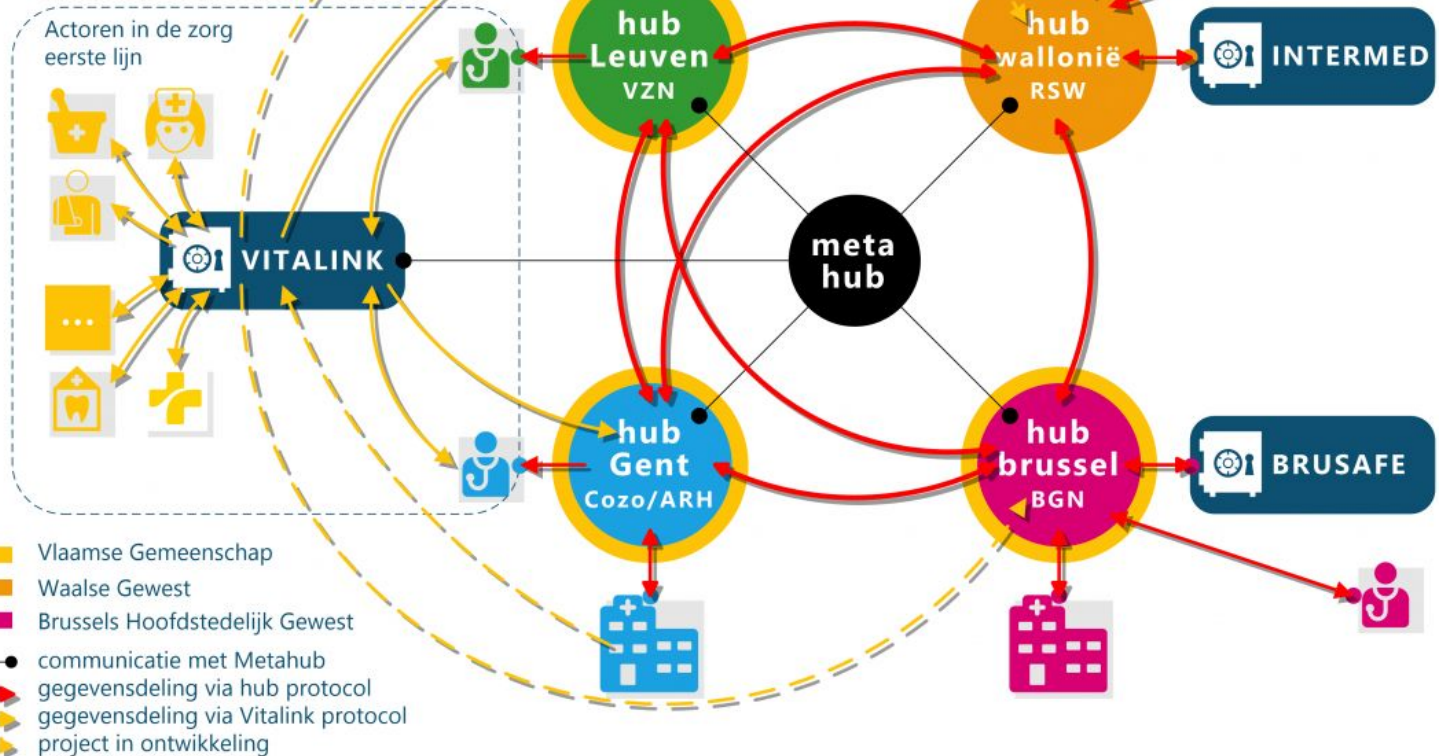 Actoren in de zorg
eerste lijn
hub
Leuven
VZN
hub
wallonië
RSW
INTERMED
VITALINK
meta
hub
...
hub
Gent
Cozo/ARH
hub
brussel
BGN
BRUSAFE
Vlaamse Gemeenschap
Waalse Gewest
Brussels Hoofdstedelijk Gewest
communicatie met Metahub
gegevensdeling via hub protocol
gegevensdeling via Vitalink protocol
project in ontwikkeling